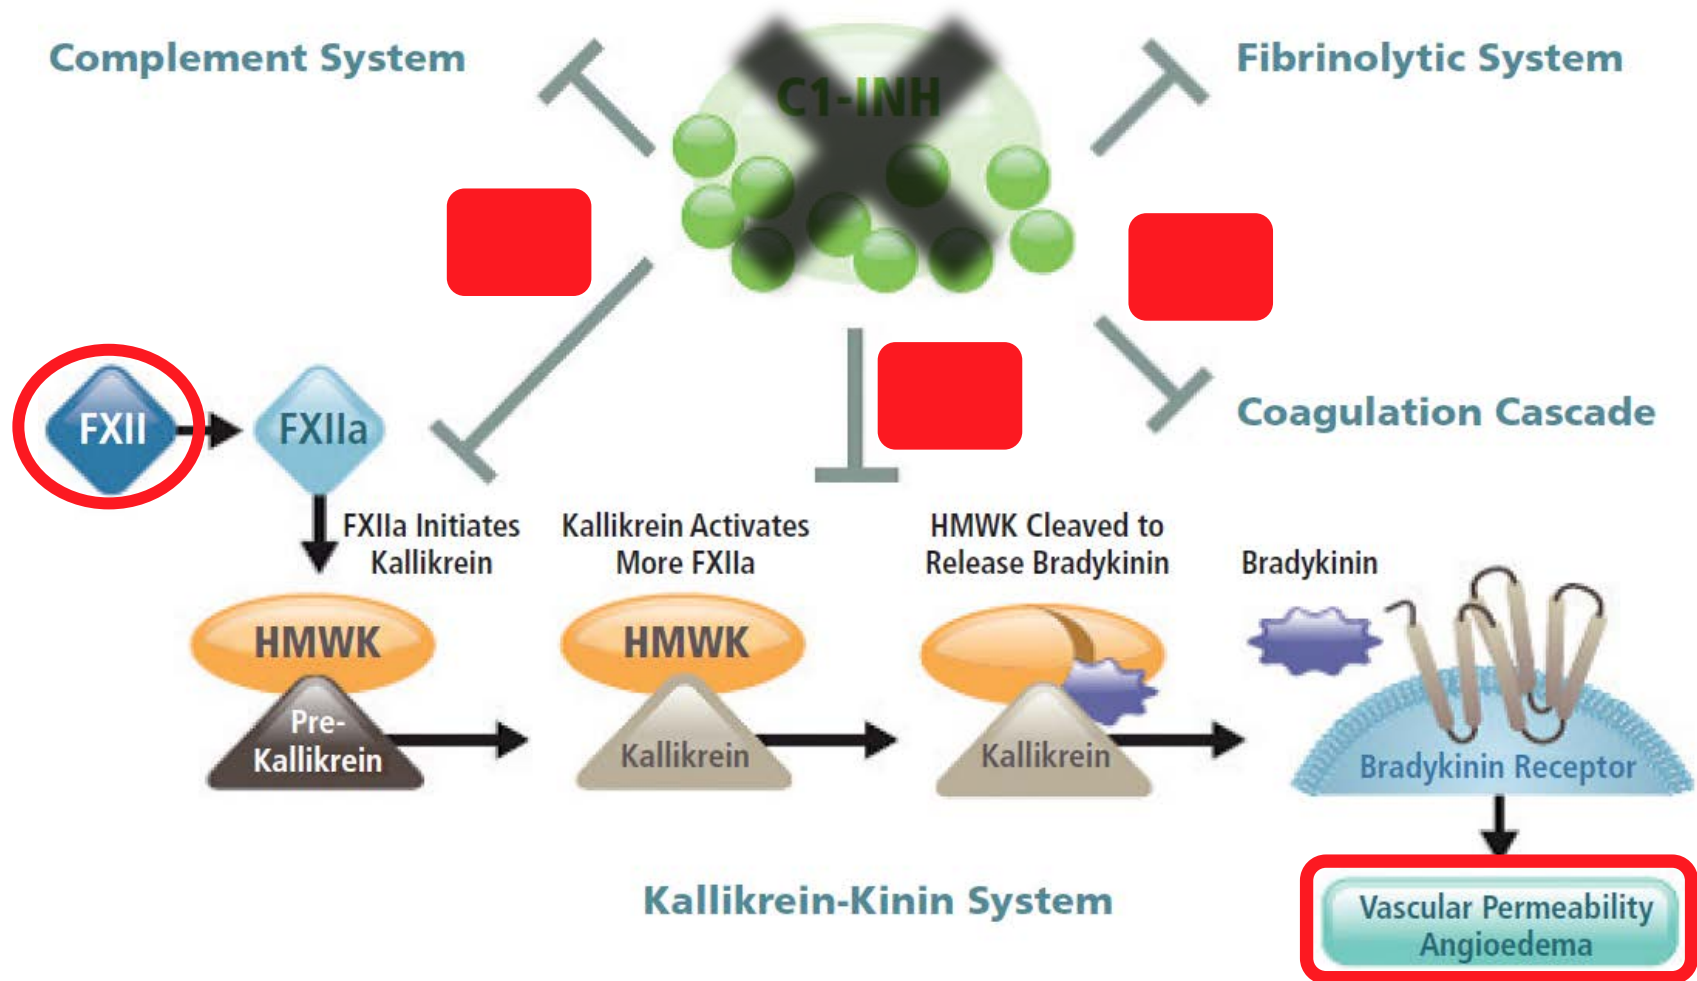 Complement System
C1-INH
Fibrinolytic System
Coagulation Cascade
FXII
FXIIa
FXIIa Initiates
Kallikrein
Kallikrein Activates
More FXIIa
HMWK Cleaved to
Release Bradykinin
Bradykinin
HMWK
HMWK
Pre-
Kallikrein
Kallikrein
Kallikrein
Bradykinin Receptor
Kallikrein-Kinin System
Vascular Permeability
Angioedema